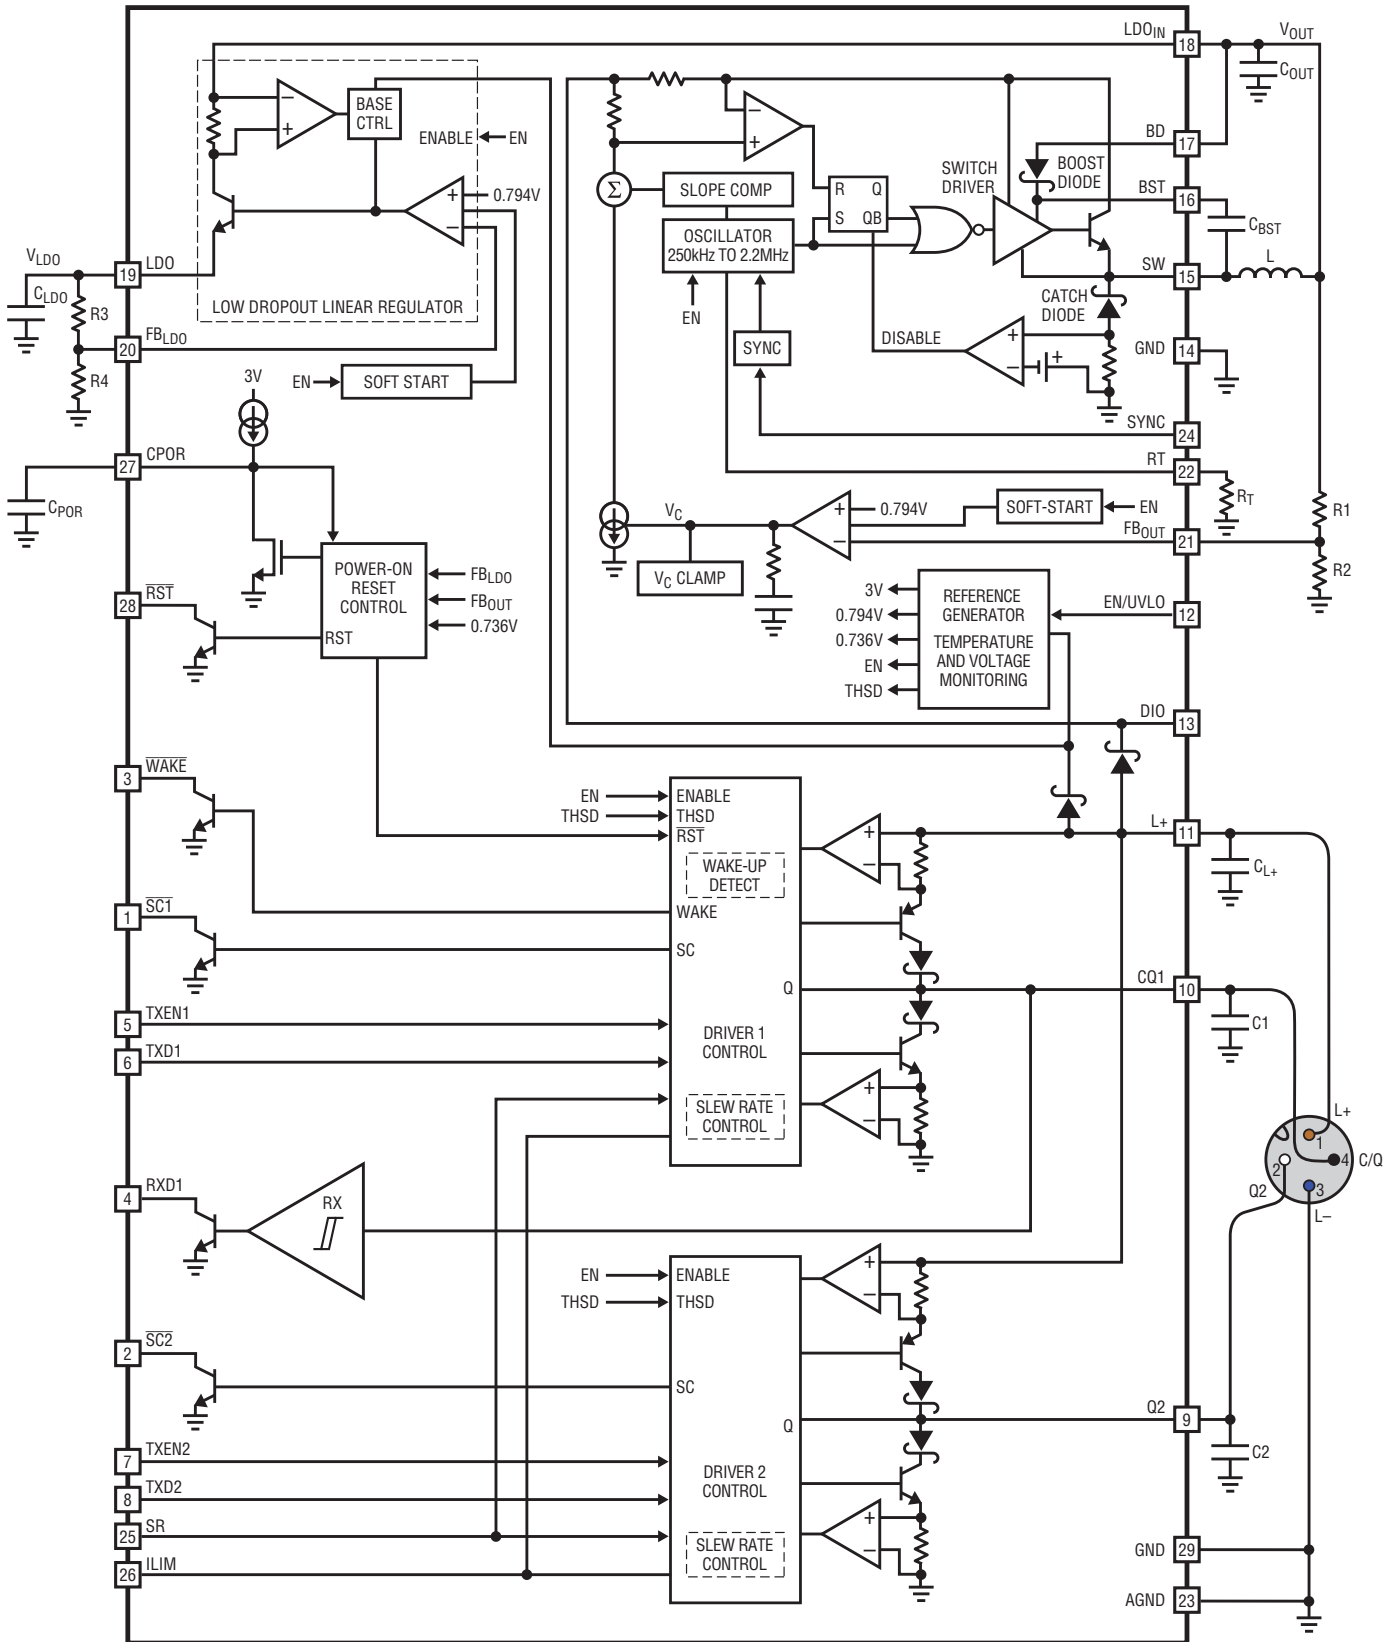 LDOIN
18
VOUT
COUT
BASE
CTRL
ENABLE
EN
BD
17
BOOST
DIODE
SWITCH
DRIVER
−
+
−
+
Σ
SLOPE COMP
R
Q
S
QB
BST
16
CBST
+
−
0.794V
OSCILLATOR
250kHz TO 2.2MHz
L
SW
15
VLDO
19
LDO
CLDO
R3
LOW DROPOUT LINEAR REGULATOR
EN
CATCH
DIODE
20
FBLDO
SYNC
DISABLE
+
−
+
GND
14
R4
3V
EN
SOFT START
SYNC
24
27
CPOR
RT
22
RT
CPOR
VC
+
−
0.794V
SOFT-START
EN
R1
FBOUT
21
VC CLAMP
POWER-ON
RESET
CONTROL
RST
FBLDO
FBOUT
0.736V
R2
RST
28
3V
0.794V
0.736V
EN
THSD
REFERENCE
GENERATOR
TEMPERATURE
AND VOLTAGE
MONITORING
EN/UVLO
12
DIO
13
WAKE
3
EN
THSD
ENABLE
THSD
RST
WAKE-UP
DETECT
WAKE
SC
Q
DRIVER 1
CONTROL
SLEW RATE
CONTROL
+
−
+
−
L+
11
CL+
SC1
1
CQ1
10
C1
TXEN1
5
TXD1
6
L+
1
2
3
4
C/Q
Q2
L−
RXD1
4
RX
EN
THSD
ENABLE
THSD
SC
Q
DRIVER 2
CONTROL
SLEW RATE
CONTROL
+
−
+
−
SC2
2
Q2
9
C2
TXEN2
7
TXD2
8
SR
25
ILIM
26
GND
29
AGND
23